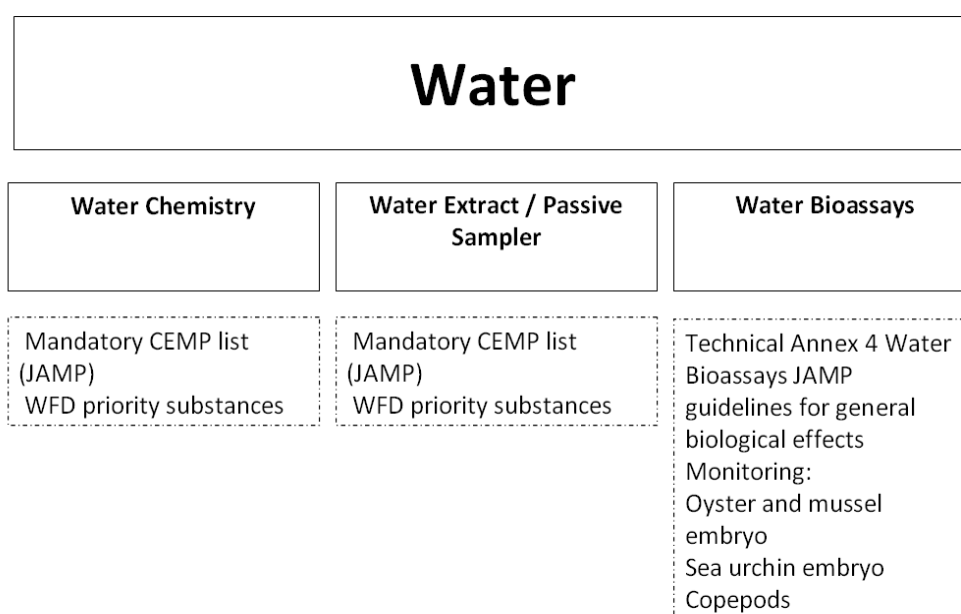 Water
Water Chemistry
Water Extract / Passive
Sampler
Water Bioassays
Mandatory CEMP list
(JAMP)
WFD priority substances
Mandatory CEMP list
(JAMP)
WFD priority substances
Technical Annex 4 Water
Bioassays JAMP
guidelines for general
biological effects
Monitoring:
Oyster and mussel
embryo
Sea urchin embryo
Copepods